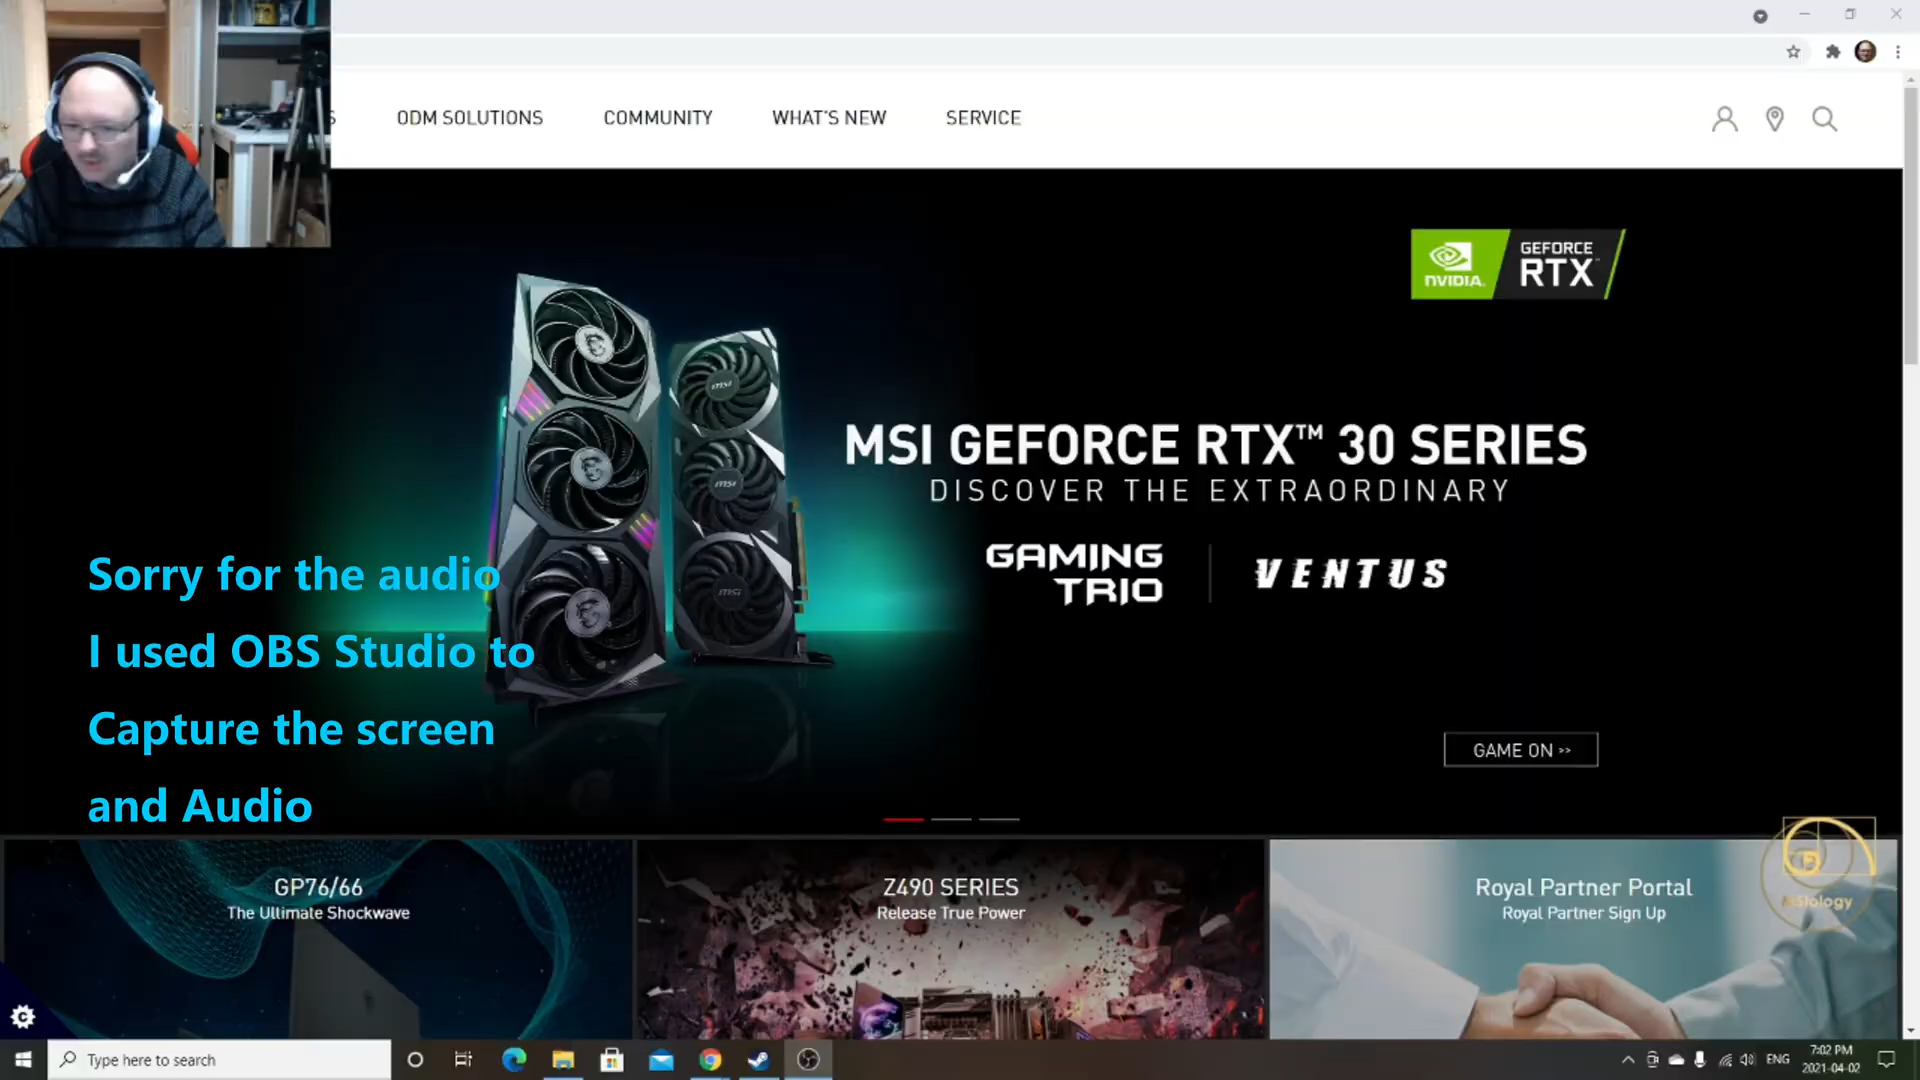 ODM SOLUTIONS
COMMUNITY
WHAT'S NEW
SERVICE
NVIDIA.
GEFORCE
RTX
MSI GEFORCE RTX™ 30 SERIES
DISCOVER THE EXTRAORDINARY
GAMING
TRIO
VENTUS
Sorry for the audio
I used OBS Studio to
Capture the screen
and Audio
msi
msi
msi
GAME ON >>
GP76/66
The Ultimate Shockwave
Z490 SERIES
Release True Power
Royal Partner Portal
Royal Partner Sign Up
Type here to search
ENG
7:02 PM
2021-04-02